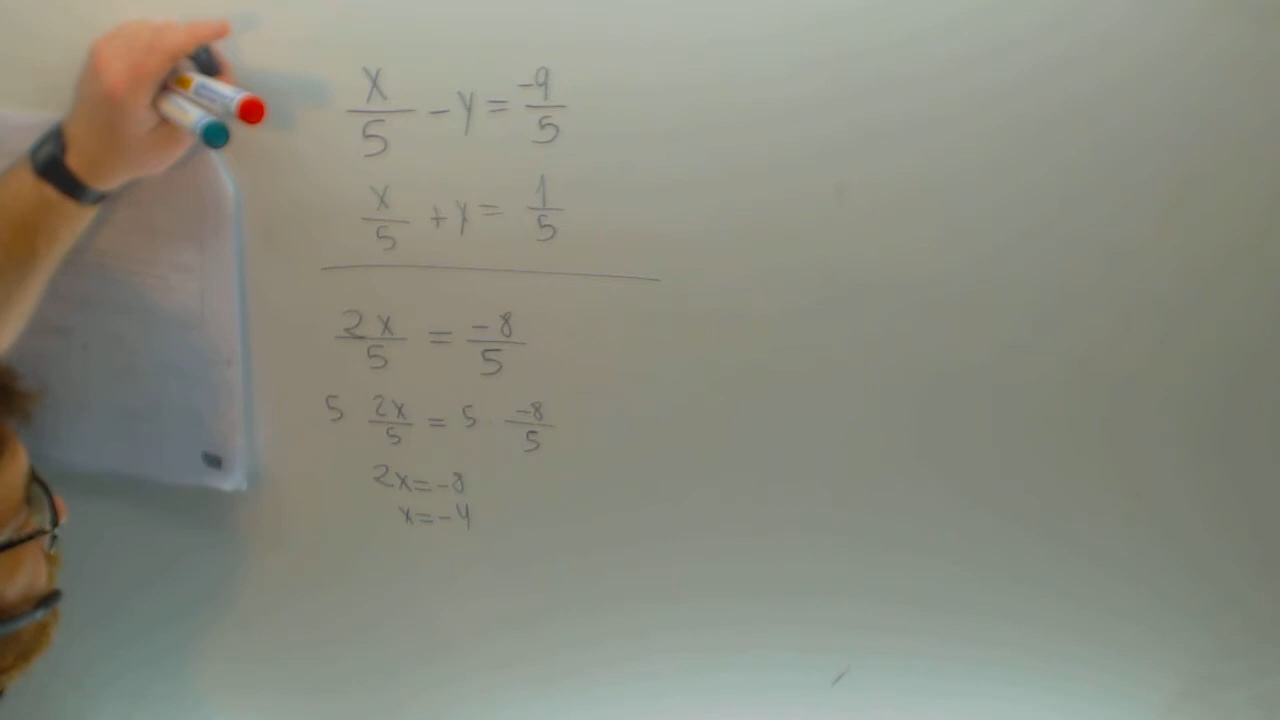 x/5 - y = -9/5
x/5 + y = 1/5
2x/5 = -8/5
5 2x/5 = 5 · -8/5
2x = -8
x = -4